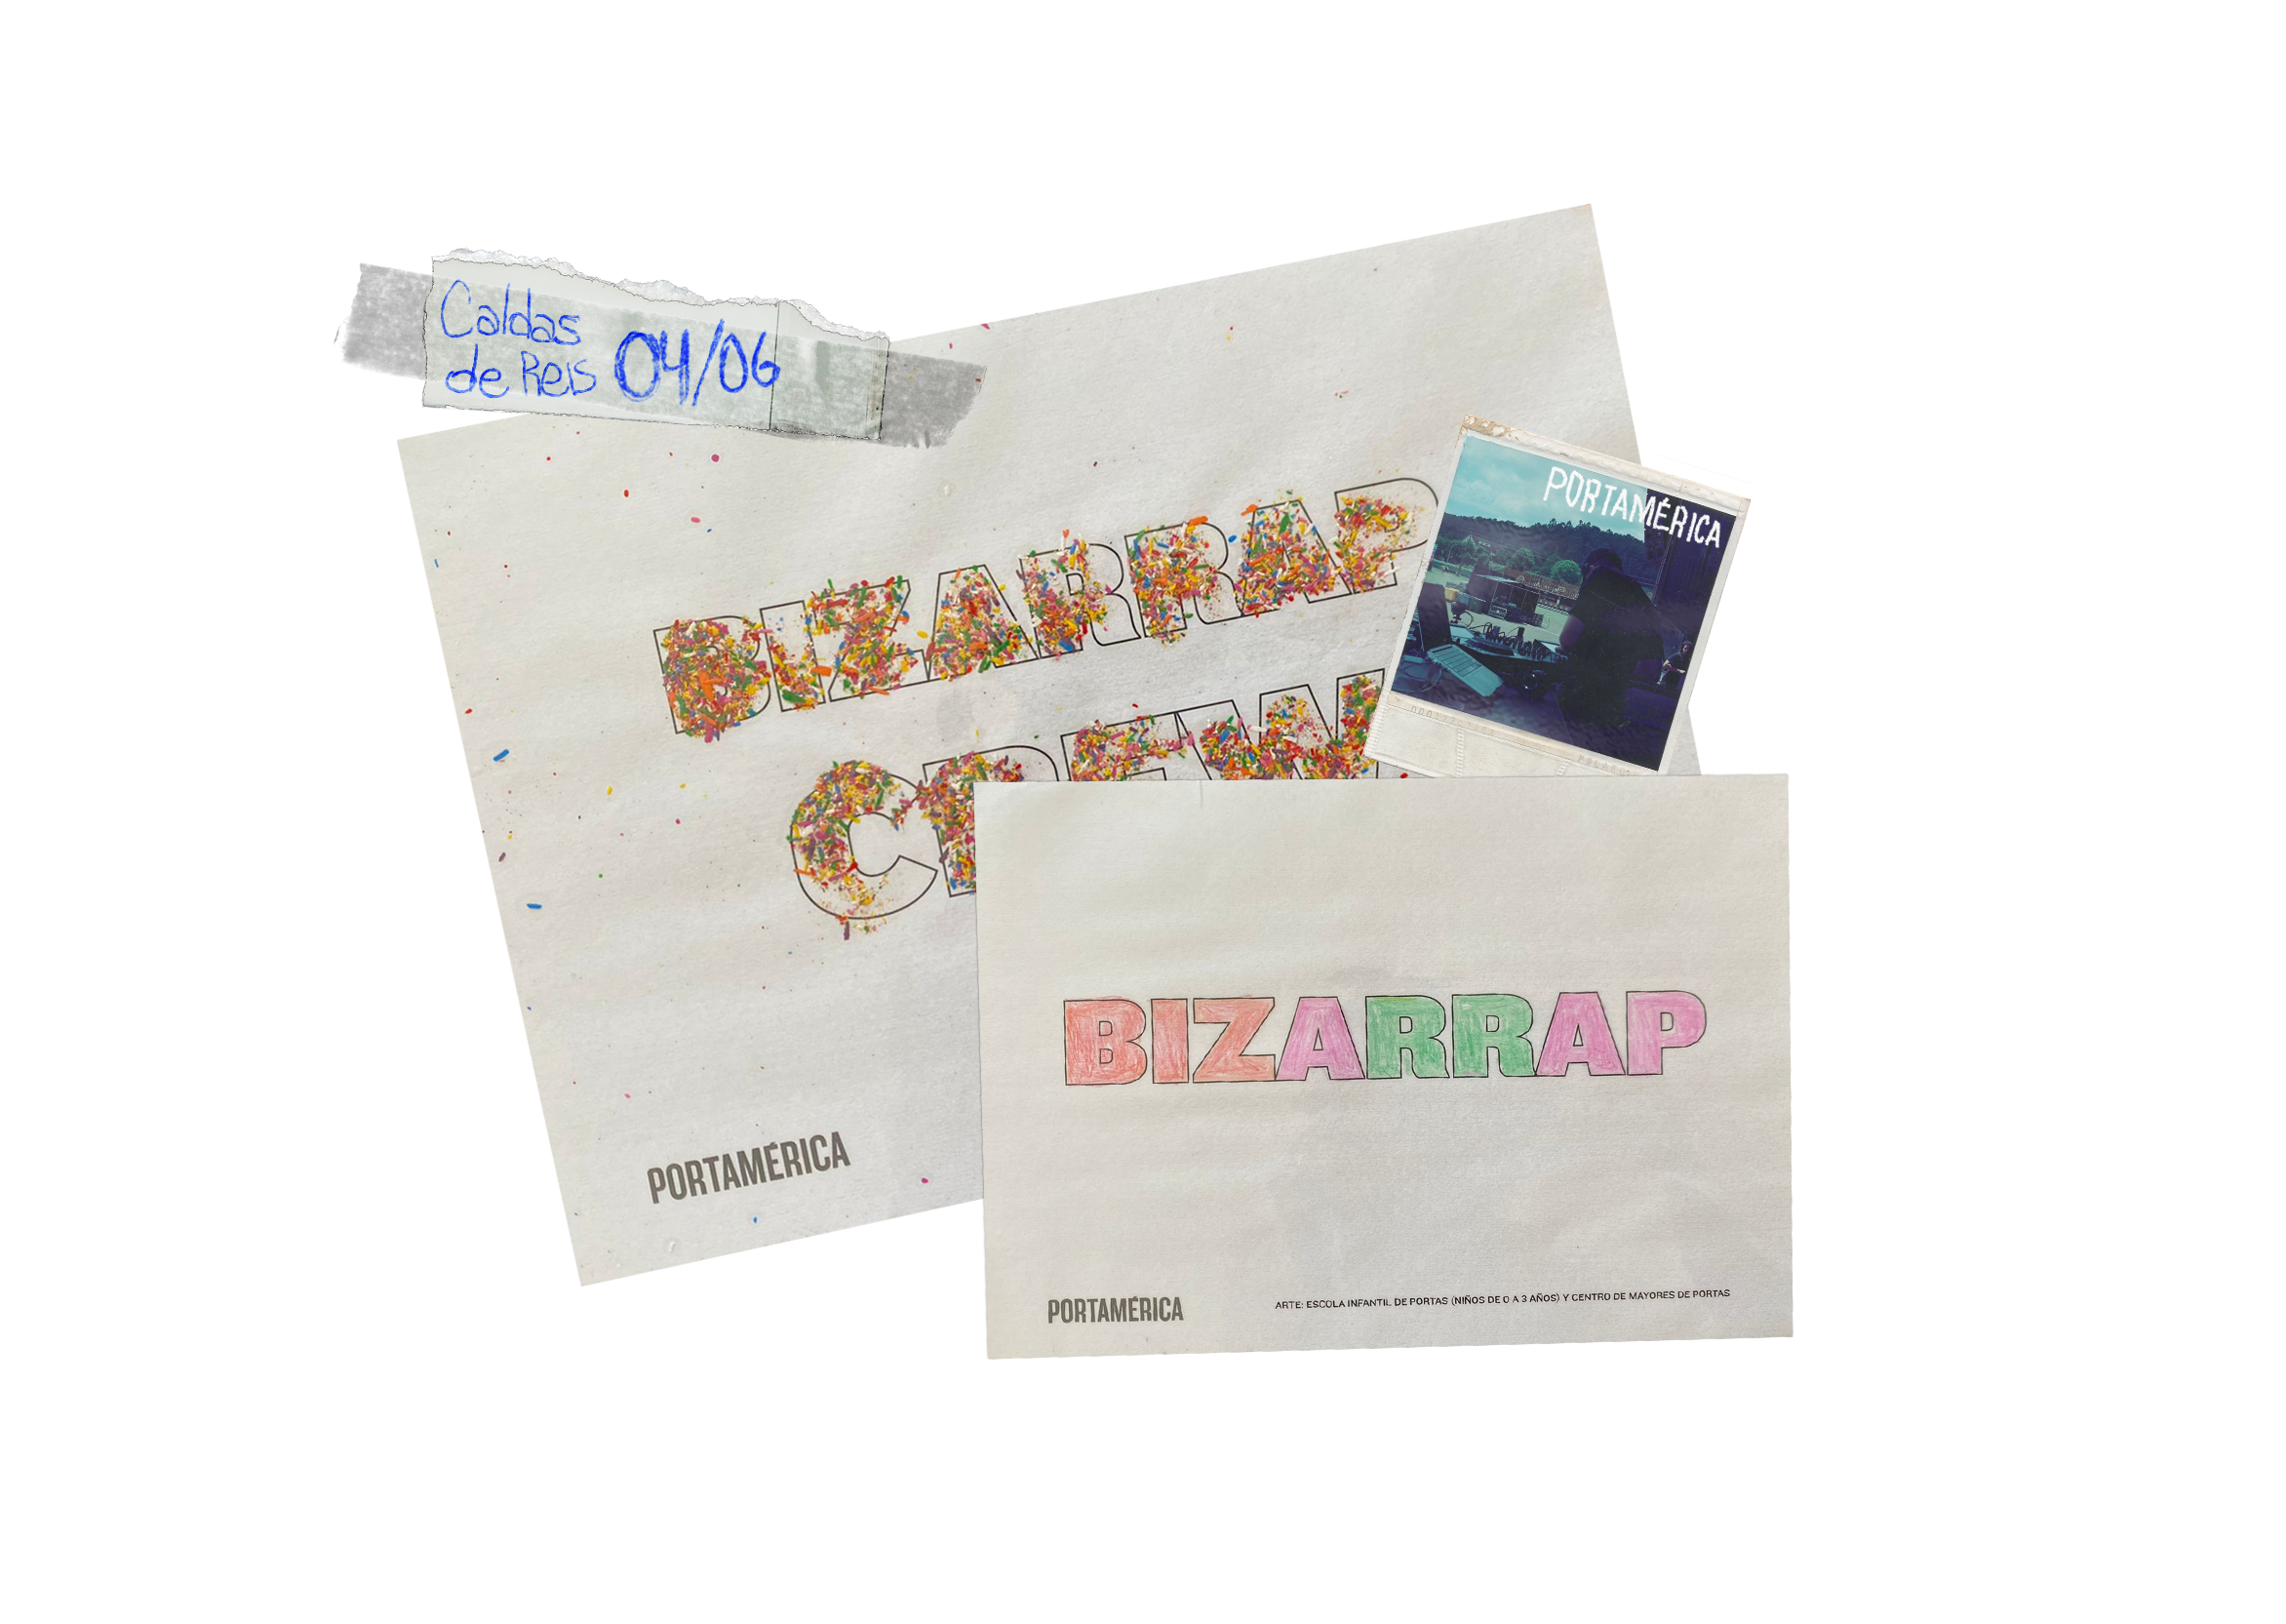 Caldas
de Reis 04/06
BIZARRAP
CREW
PORTAMÉRICA
PORTAMÉRICA
BIZARRAP
PORTAMÉRICA
ARTE: ESCOLA INFANTIL DE PORTAS (NIÑOS DE 0 A 3 AÑOS) Y CENTRO DE MAYORES DE PORTAS